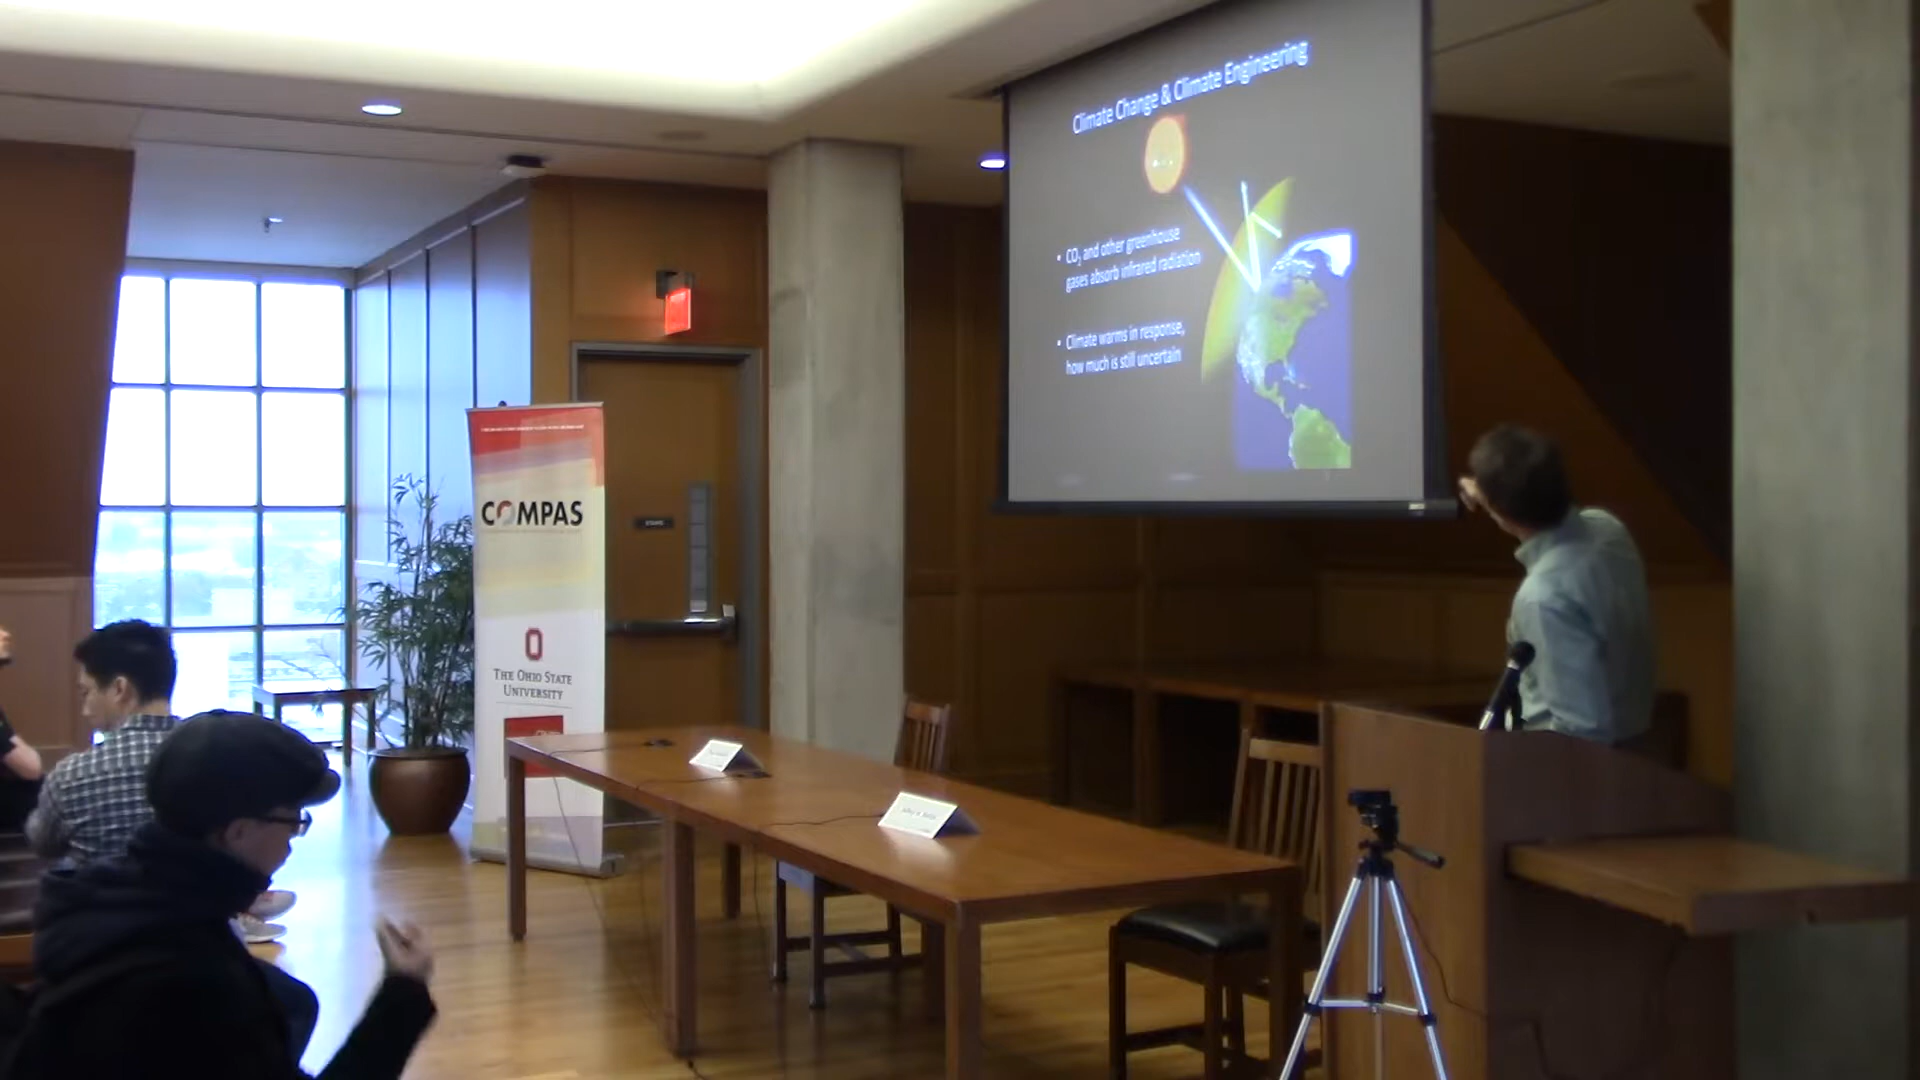 Climate Change & Climate Engineering
• CO₂ and other greenhouse
gases absorb infrared radiation
• Climate warms in response,
how much is still uncertain
COMPAS
THE OHIO STATE
UNIVERSITY
STAIRS